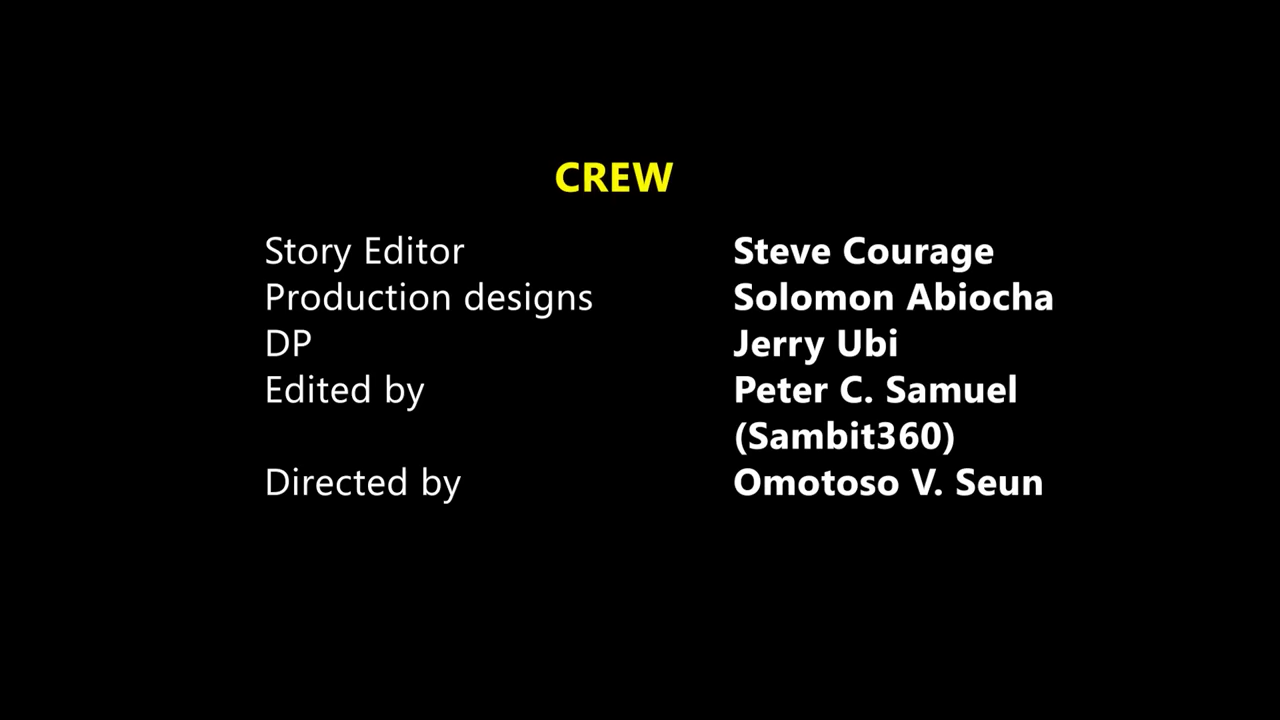 CREW
Story Editor Steve Courage
Production designs Solomon Abiocha
DP Jerry Ubi
Edited by Peter C. Samuel
(Sambit360)
Directed by Omotoso V. Seun